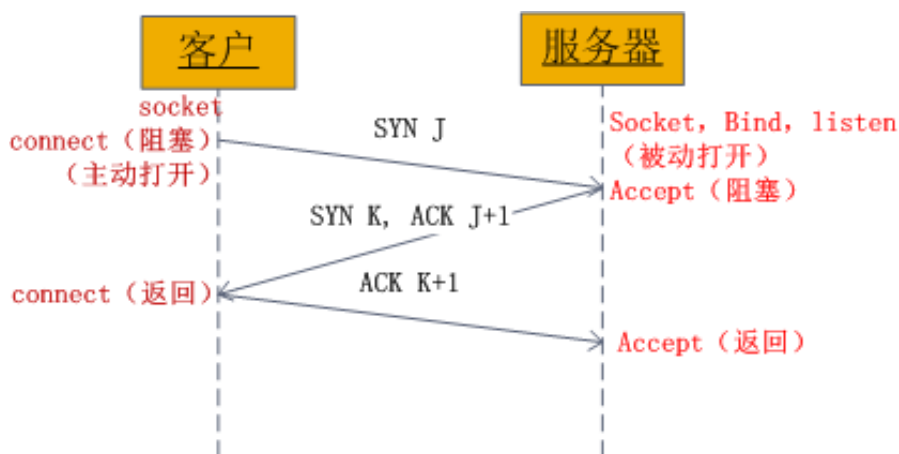 客户
服务器
socket
connect（阻塞）
（主动打开）
SYN J
Socket, Bind, listen
（被动打开）
Accept（阻塞）
SYN K, ACK J+1
connect（返回）
ACK K+1
Accept（返回）